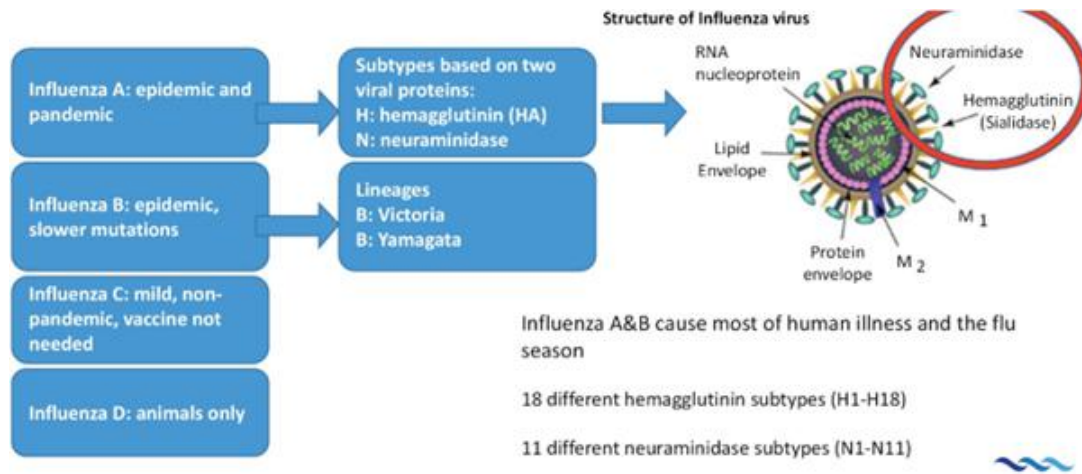 Structure of Influenza virus
Influenza A: epidemic and
pandemic
Subtypes based on two
viral proteins:
H: hemagglutinin (HA)
N: neuraminidase
RNA
nucleoprotein
Neuraminidase
Hemagglutinin
(Sialidase)
Lipid
Envelope
M 1
Protein
envelope
M 2
Influenza B: epidemic,
slower mutations
Lineages
B: Victoria
B: Yamagata
Influenza C: mild, non-
pandemic, vaccine not
needed
Influenza D: animals only
Influenza A&B cause most of human illness and the flu
season
18 different hemagglutinin subtypes (H1-H18)
11 different neuraminidase subtypes (N1-N11)